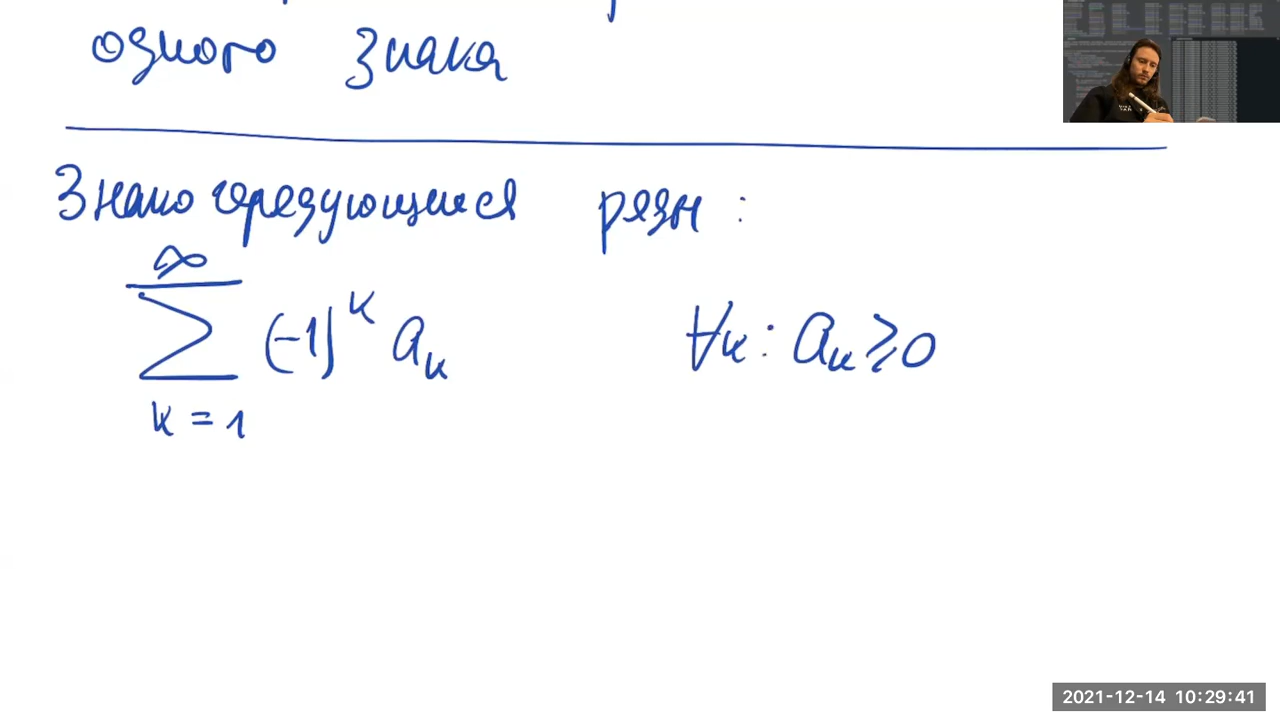 одного знака
Знакочередующиеся ряды :
∞
∑ (-1)^k a_k ∀k : a_k ⩾ 0
k = 1
2021-12-14 10:29:41